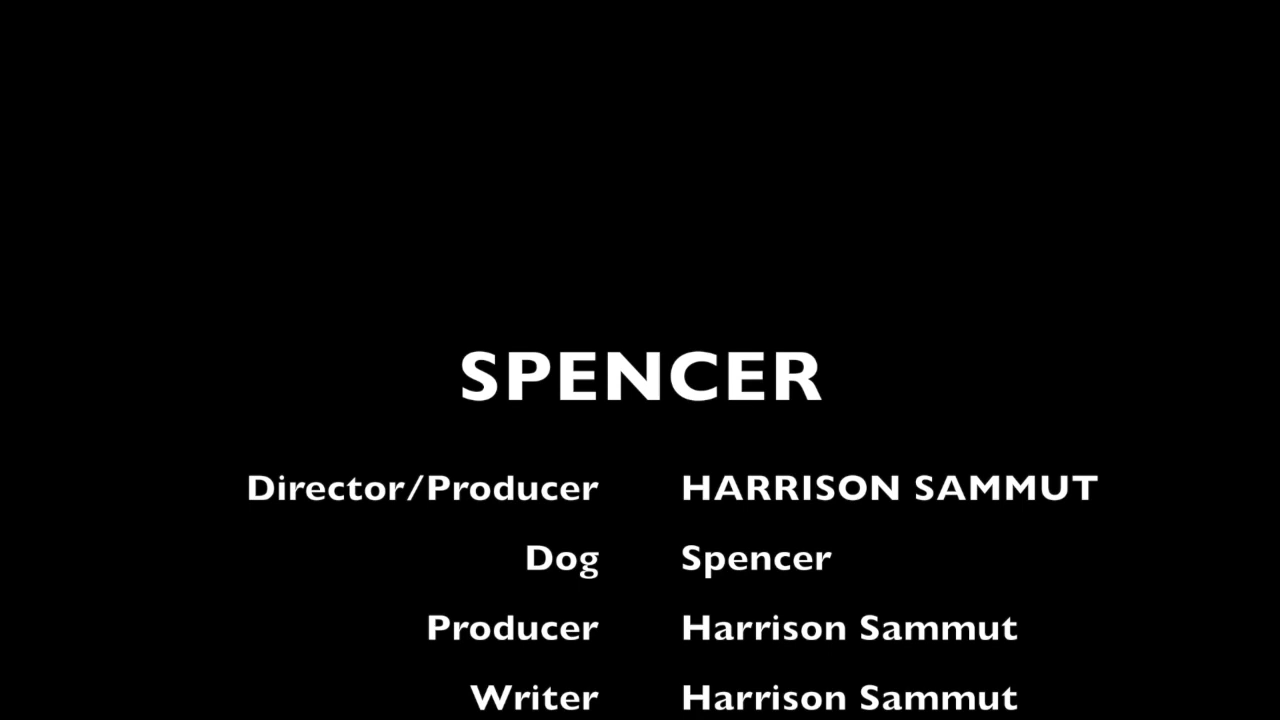 SPENCER
Director/Producer HARRISON SAMMUT
Dog Spencer
Producer Harrison Sammut
Writer Harrison Sammut